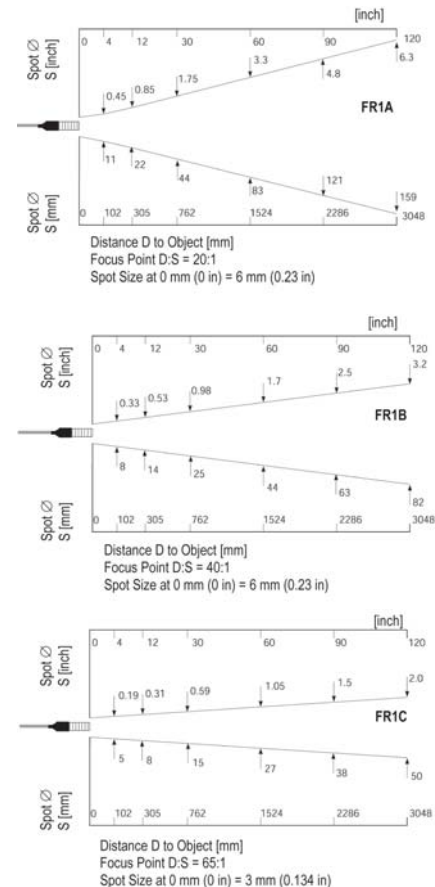 [inch]
0 4 12 30 60 90 120
Spot Ø
S [inch]
0.45 0.85 1.75 3.3 4.8 6.3
FR1A
11 22 44 83 121 159
Spot Ø
S [mm]
0 102 305 762 1524 2286 3048
Distance D to Object [mm]
Focus Point D:S = 20:1
Spot Size at 0 mm (0 in) = 6 mm (0.23 in)
[inch]
0 4 12 30 60 90 120
Spot Ø
S [inch]
0.33 0.53 0.98 1.7 2.5 3.2
FR1B
8 14 25 44 63 82
Spot Ø
S [mm]
0 102 305 762 1524 2286 3048
Distance D to Object [mm]
Focus Point D:S = 40:1
Spot Size at 0 mm (0 in) = 6 mm (0.23 in)
[inch]
0 4 12 30 60 90 120
Spot Ø
S [inch]
0.19 0.31 0.59 1.05 1.5 2.0
FR1C
5 8 15 27 38 50
Spot Ø
S [mm]
0 102 305 762 1524 2286 3048
Distance D to Object [mm]
Focus Point D:S = 65:1
Spot Size at 0 mm (0 in) = 3 mm (0.134 in)